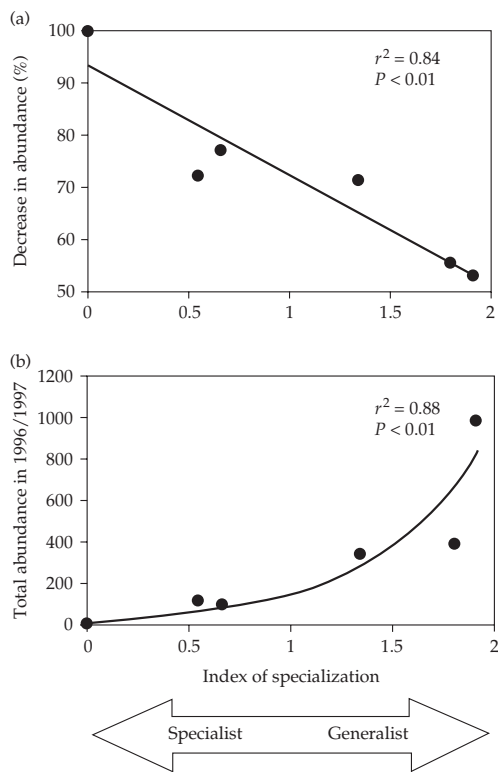 (a)
100
90
80
70
60
50
Decrease in abundance (%)
r² = 0.84
P < 0.01
0 0.5 1 1.5 2
(b)
1200
1000
800
600
400
200
0
Total abundance in 1996/1997
r² = 0.88
P < 0.01
0 0.5 1 1.5 2
Index of specialization
Specialist Generalist